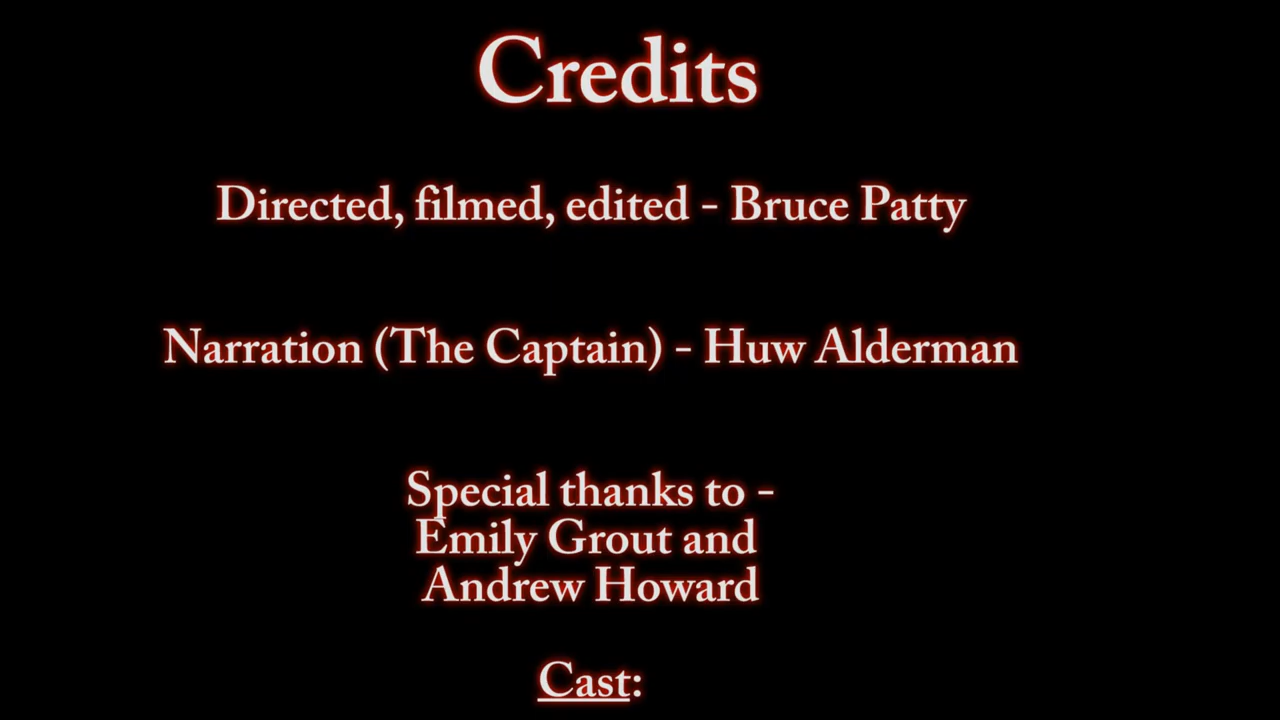 Credits
Directed, filmed, edited - Bruce Patty
Narration (The Captain) - Huw Alderman
Special thanks to -
Emily Grout and
Andrew Howard
Cast: